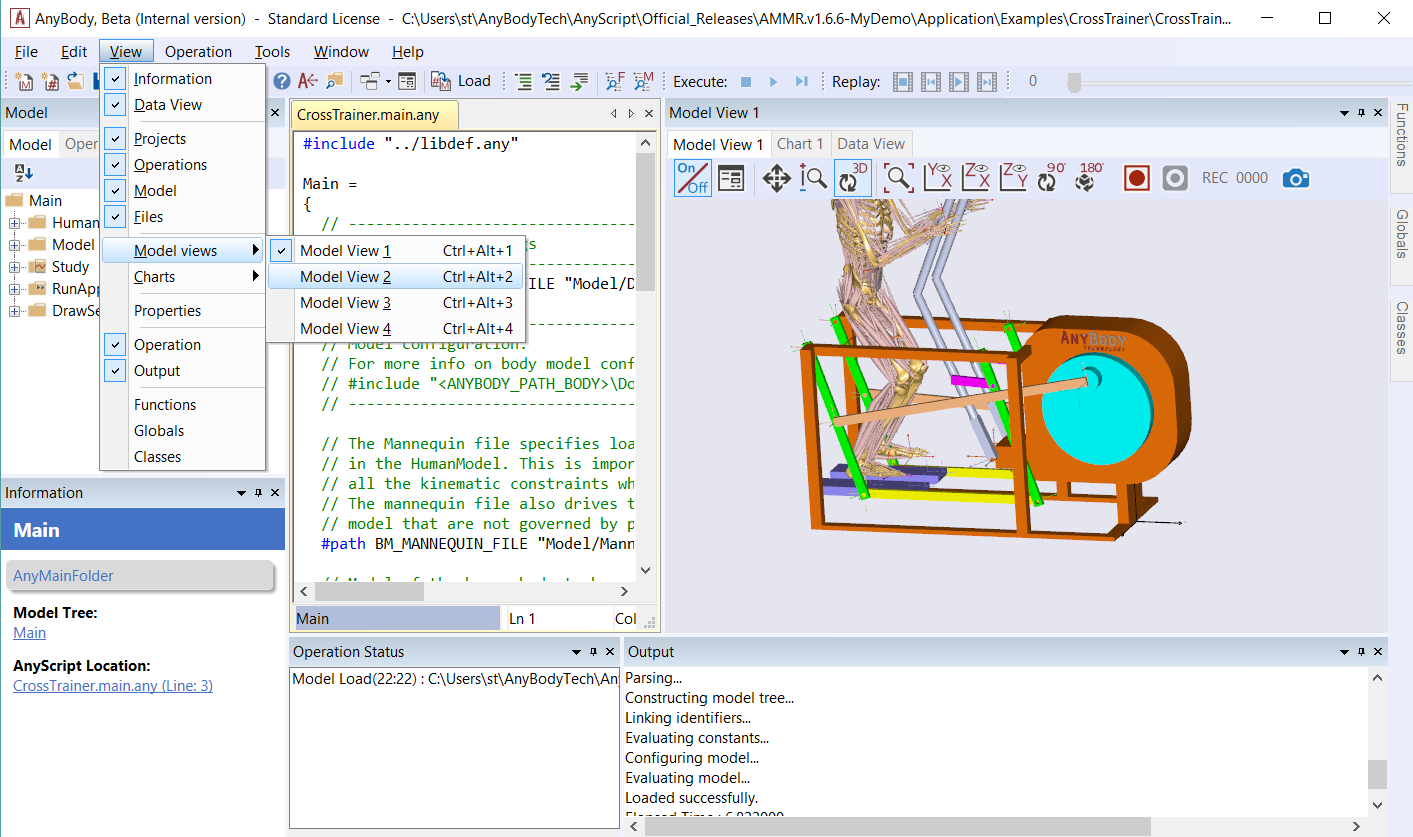 AnyBody, Beta (Internal version) - Standard License - C:\Users\st\AnyBodyTech\AnyScript\Official_Releases\AMMR.v1.6.6-MyDemo\Application\Examples\CrossTrainer\CrossTrain...
File Edit View Operation Tools Window Help
Load Execute: Replay: 0
Information
Data View
Projects
Operations
Model
Files
Model views
Charts
Properties
Operation
Output
Functions
Globals
Classes
Model View 1 Ctrl+Alt+1
Model View 2 Ctrl+Alt+2
Model View 3 Ctrl+Alt+3
Model View 4 Ctrl+Alt+4
Model
Model Oper
Main
Human
Model
Study
RunApp
DrawSe
Information
Main
AnyMainFolder
Model Tree:
Main
AnyScript Location:
CrossTrainer.main.any (Line: 3)
CrossTrainer.main.any
#include "../libdef.any"
Main =
{
// -------------------------------
gs
-----------
FILE "Model/D
-----------
// Model configuration:
// For more info on body model conf
// #include "<ANYBODY_PATH_BODY>\Do
// -------------------------------
// The Mannequin file specifies loa
// in the HumanModel. This is impor
// all the kinematic constraints wh
// The mannequin file also drives t
// model that are not governed by p
#path BM_MANNEQUIN_FILE "Model/Mann
Main Ln 1 Col
Model View 1
Model View 1 Chart 1 Data View
On/Off 3D YX ZX ZY 90° 180° REC 0000
ANYBODY
TECHNOLOGY
Functions
Globals
Classes
Operation Status
Model Load(22:22) : C:\Users\st\AnyBodyTech\Any
Output
Parsing...
Constructing model tree...
Linking identifiers...
Evaluating constants...
Configuring model...
Evaluating model...
Loaded successfully.